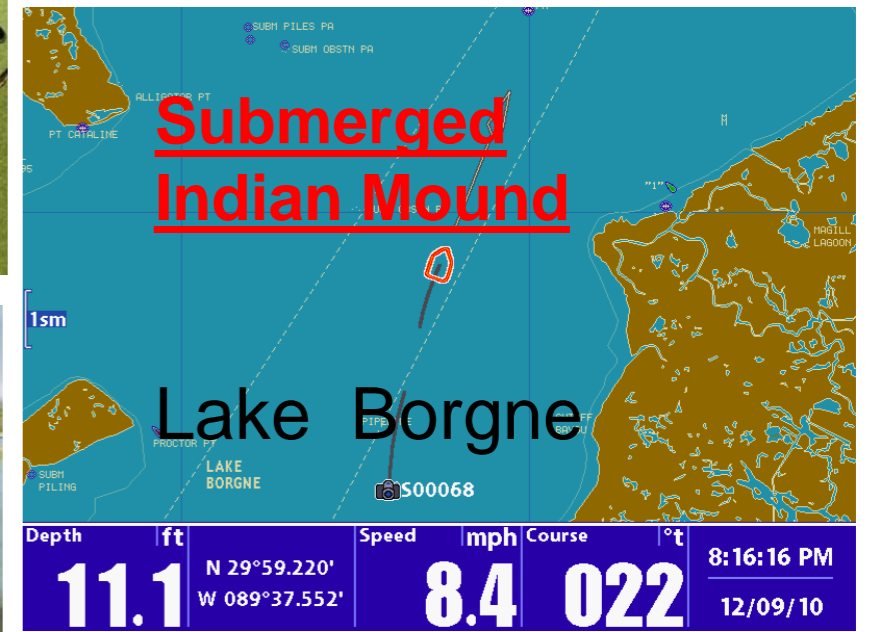 SUBM PILES PA
SUBM OBSTN PA
ALLIGATOR PT
Submerged
PT CATALINE
95
Indian Mound
"1"
MAGILL
LAGOON
1sm
Lake Borgne
PROCTOR PT
LAKE
BORGNE
SUBM
PILING
S00068
Depth ft
11.1
N 29°59.220'
W 089°37.552'
Speed mph
8.4
Course °t
022
8:16:16 PM
12/09/10